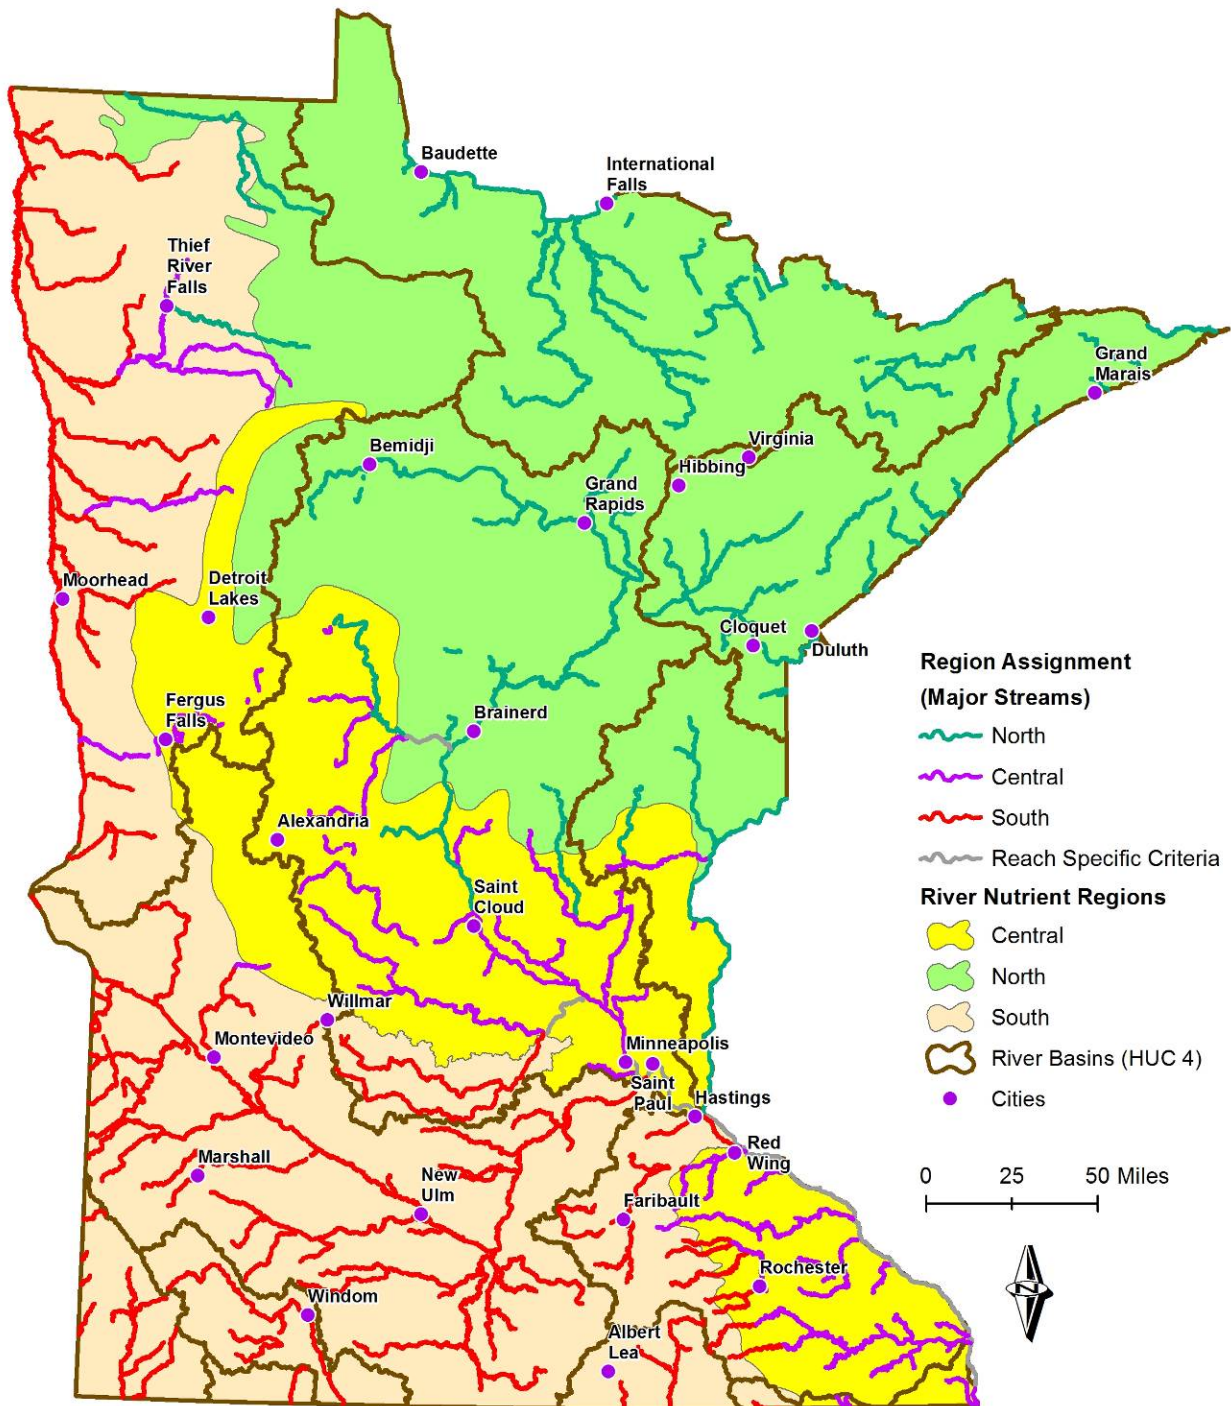 Baudette
International
Falls
Thief
River
Falls
Grand
Marais
Bemidji
Virginia
Hibbing
Grand
Rapids
Moorhead
Detroit
Lakes
Cloquet
Duluth
Fergus
Falls
Brainerd
Alexandria
Saint
Cloud
Willmar
Montevideo
Minneapolis
Saint
Paul
Hastings
Red
Wing
Marshall
New
Ulm
Faribault
Rochester
Windom
Albert
Lea
Region Assignment
(Major Streams)
North
Central
South
Reach Specific Criteria
River Nutrient Regions
Central
North
South
River Basins (HUC 4)
Cities
0 25 50 Miles
N